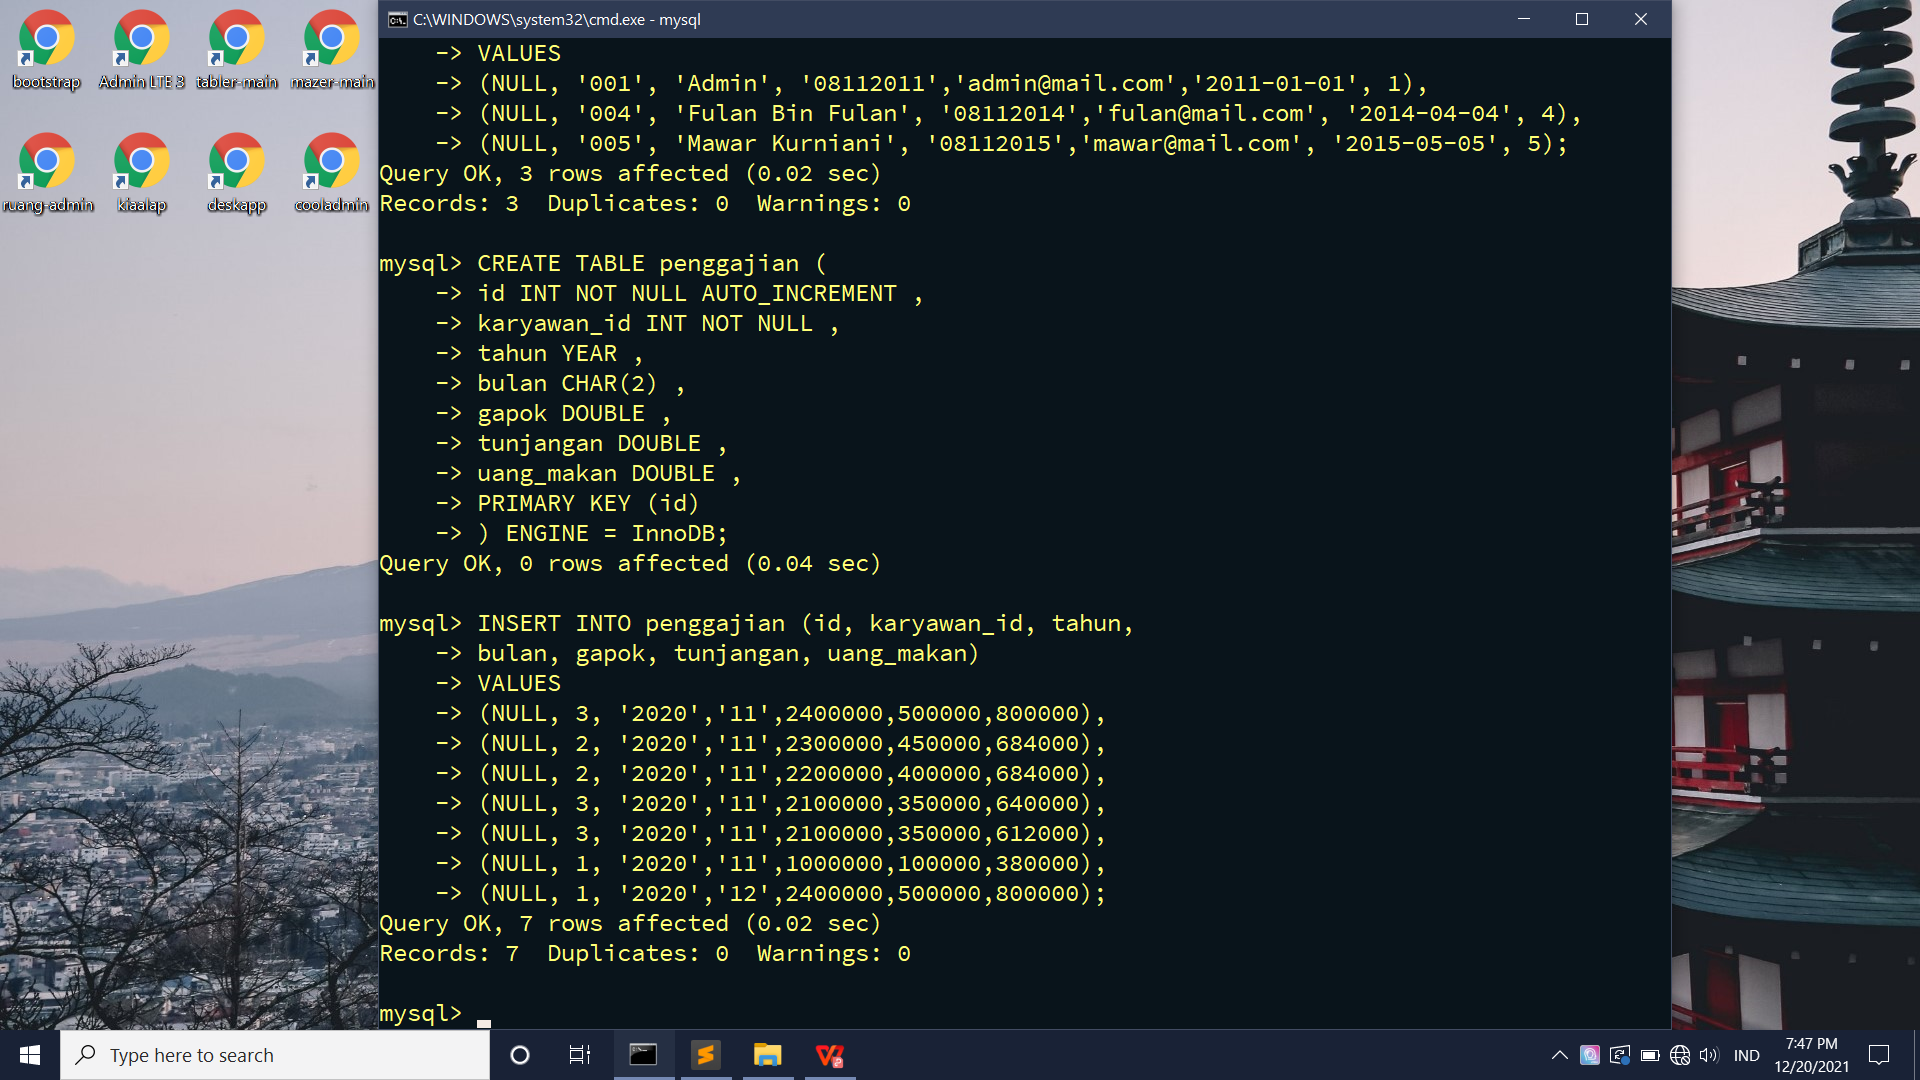 C:\WINDOWS\system32\cmd.exe - mysql
bootstrap
Admin LTE 3
tabler-main
mazer-main
ruang-admin
kiaalap
deskapp
cooladmin
-> VALUES
-> (NULL, '001', 'Admin', '08112011','admin@mail.com','2011-01-01', 1),
-> (NULL, '004', 'Fulan Bin Fulan', '08112014','fulan@mail.com', '2014-04-04', 4),
-> (NULL, '005', 'Mawar Kurniani', '08112015','mawar@mail.com', '2015-05-05', 5);
Query OK, 3 rows affected (0.02 sec)
Records: 3  Duplicates: 0  Warnings: 0
mysql> CREATE TABLE penggajian (
-> id INT NOT NULL AUTO_INCREMENT ,
-> karyawan_id INT NOT NULL ,
-> tahun YEAR ,
-> bulan CHAR(2) ,
-> gapok DOUBLE ,
-> tunjangan DOUBLE ,
-> uang_makan DOUBLE ,
-> PRIMARY KEY (id)
-> ) ENGINE = InnoDB;
Query OK, 0 rows affected (0.04 sec)
mysql> INSERT INTO penggajian (id, karyawan_id, tahun,
-> bulan, gapok, tunjangan, uang_makan)
-> VALUES
-> (NULL, 3, '2020','11',2400000,500000,800000),
-> (NULL, 2, '2020','11',2300000,450000,684000),
-> (NULL, 2, '2020','11',2200000,400000,684000),
-> (NULL, 3, '2020','11',2100000,350000,640000),
-> (NULL, 3, '2020','11',2100000,350000,612000),
-> (NULL, 1, '2020','11',1000000,100000,380000),
-> (NULL, 1, '2020','12',2400000,500000,800000);
Query OK, 7 rows affected (0.02 sec)
Records: 7  Duplicates: 0  Warnings: 0
mysql>
Type here to search
IND
7:47 PM
12/20/2021